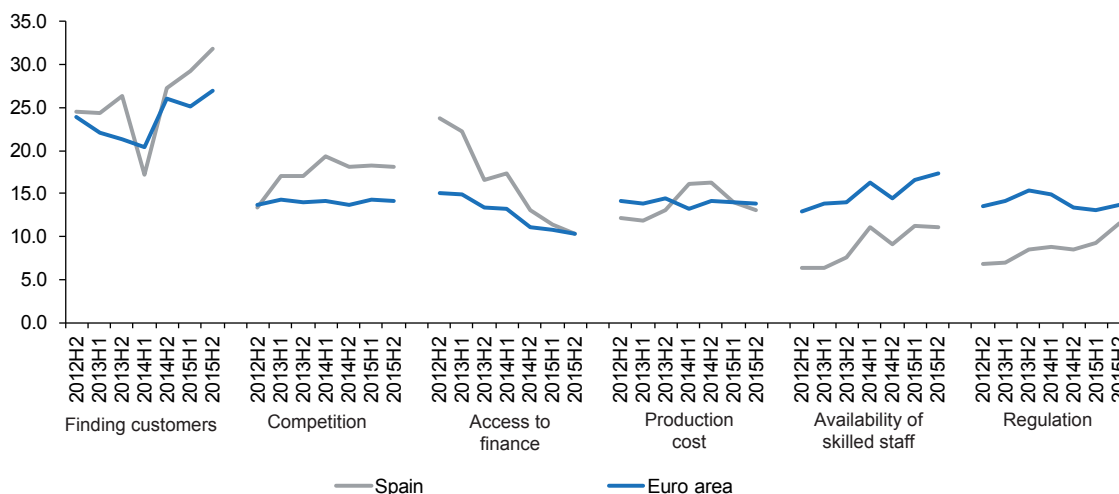 35.0
30.0
25.0
20.0
15.0
10.0
5.0
0.0
2012H2
2013H1
2013H2
2014H1
2014H2
2015H1
2015H2
2012H2
2013H1
2013H2
2014H1
2014H2
2015H1
2015H2
2012H2
2013H1
2013H2
2014H1
2014H2
2015H1
2015H2
2012H2
2013H1
2013H2
2014H1
2014H2
2015H1
2015H2
2012H2
2013H1
2013H2
2014H1
2014H2
2015H1
2015H2
2012H2
2013H1
2013H2
2014H1
2014H2
2015H1
2015H2
Finding customers
Competition
Access to
finance
Production
cost
Availability of
skilled staff
Regulation
Spain
Euro area